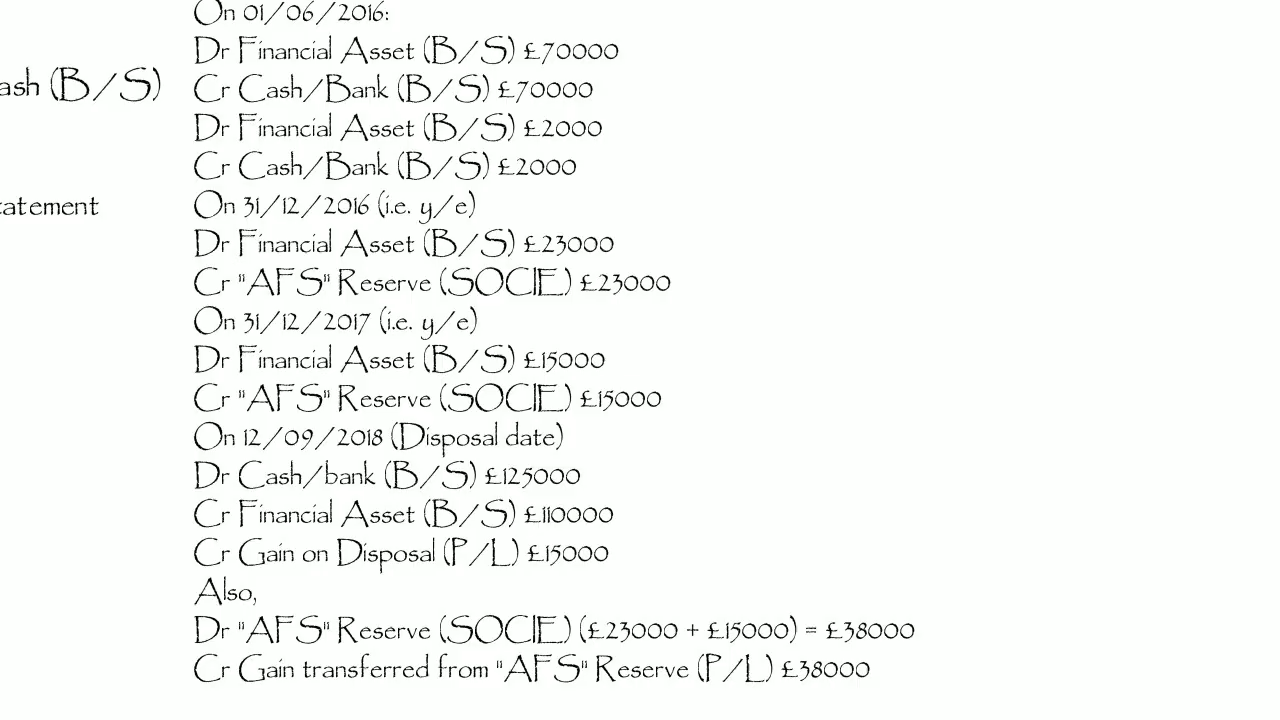 On 01/06/2016:
Dr Financial Asset (B/S) £70000
ash (B/S)
Cr Cash/Bank (B/S) £70000
Dr Financial Asset (B/S) £2000
Cr Cash/Bank (B/S) £2000
tatement
On 31/12/2016 (i.e. y/e)
Dr Financial Asset (B/S) £23000
Cr "AFS" Reserve (SOCIE) £23000
On 31/12/2017 (i.e. y/e)
Dr Financial Asset (B/S) £15000
Cr "AFS" Reserve (SOCIE) £15000
On 12/09/2018 (Disposal date)
Dr Cash/bank (B/S) £125000
Cr Financial Asset (B/S) £110000
Cr Gain on Disposal (P/L) £15000
Also,
Dr "AFS" Reserve (SOCIE) (£23000 + £15000) = £38000
Cr Gain transferred from "AFS" Reserve (P/L) £38000